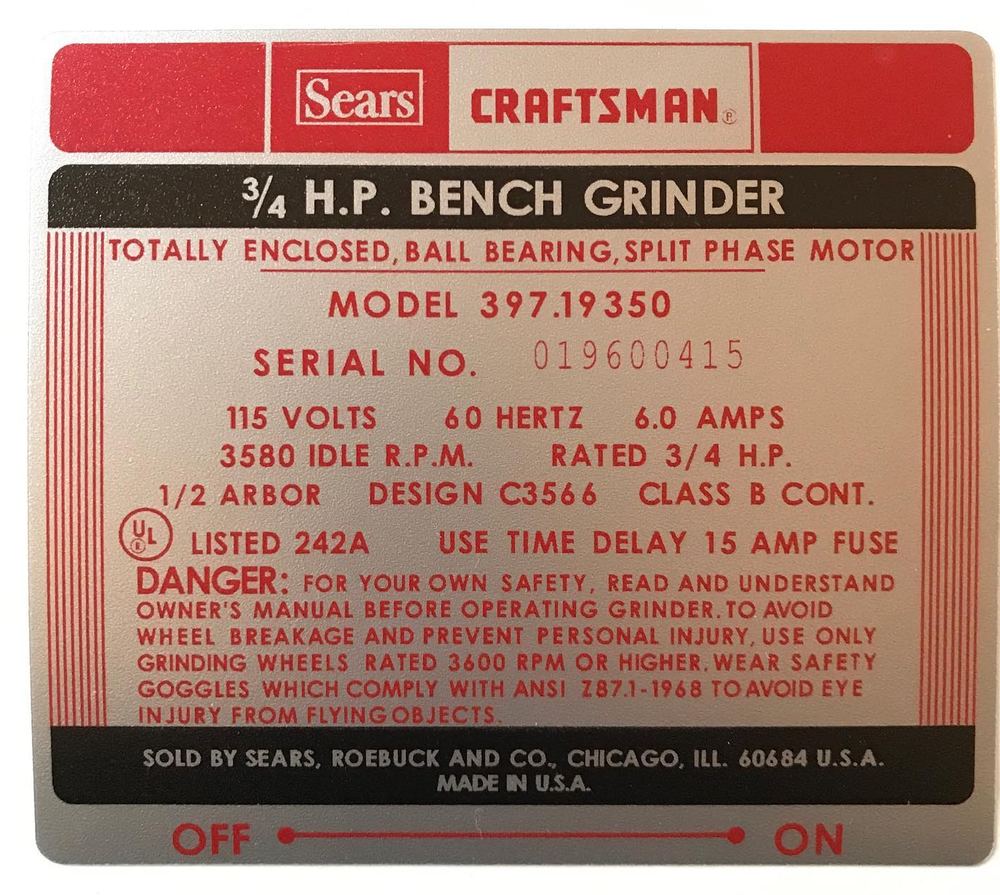 Sears CRAFTSMAN®
3/4 H.P. BENCH GRINDER
TOTALLY ENCLOSED, BALL BEARING, SPLIT PHASE MOTOR
MODEL 397.19350
SERIAL NO. 019600415
115 VOLTS 60 HERTZ 6.0 AMPS
3580 IDLE R.P.M. RATED 3/4 H.P.
1/2 ARBOR DESIGN C3566 CLASS B CONT.
UL® LISTED 242A USE TIME DELAY 15 AMP FUSE
DANGER: FOR YOUR OWN SAFETY, READ AND UNDERSTAND
OWNER'S MANUAL BEFORE OPERATING GRINDER. TO AVOID
WHEEL BREAKAGE AND PREVENT PERSONAL INJURY, USE ONLY
GRINDING WHEELS RATED 3600 RPM OR HIGHER. WEAR SAFETY
GOGGLES WHICH COMPLY WITH ANSI Z87.1-1968 TO AVOID EYE
INJURY FROM FLYING OBJECTS.
SOLD BY SEARS, ROEBUCK AND CO., CHICAGO, ILL. 60684 U.S.A.
MADE IN U.S.A.
OFF ON